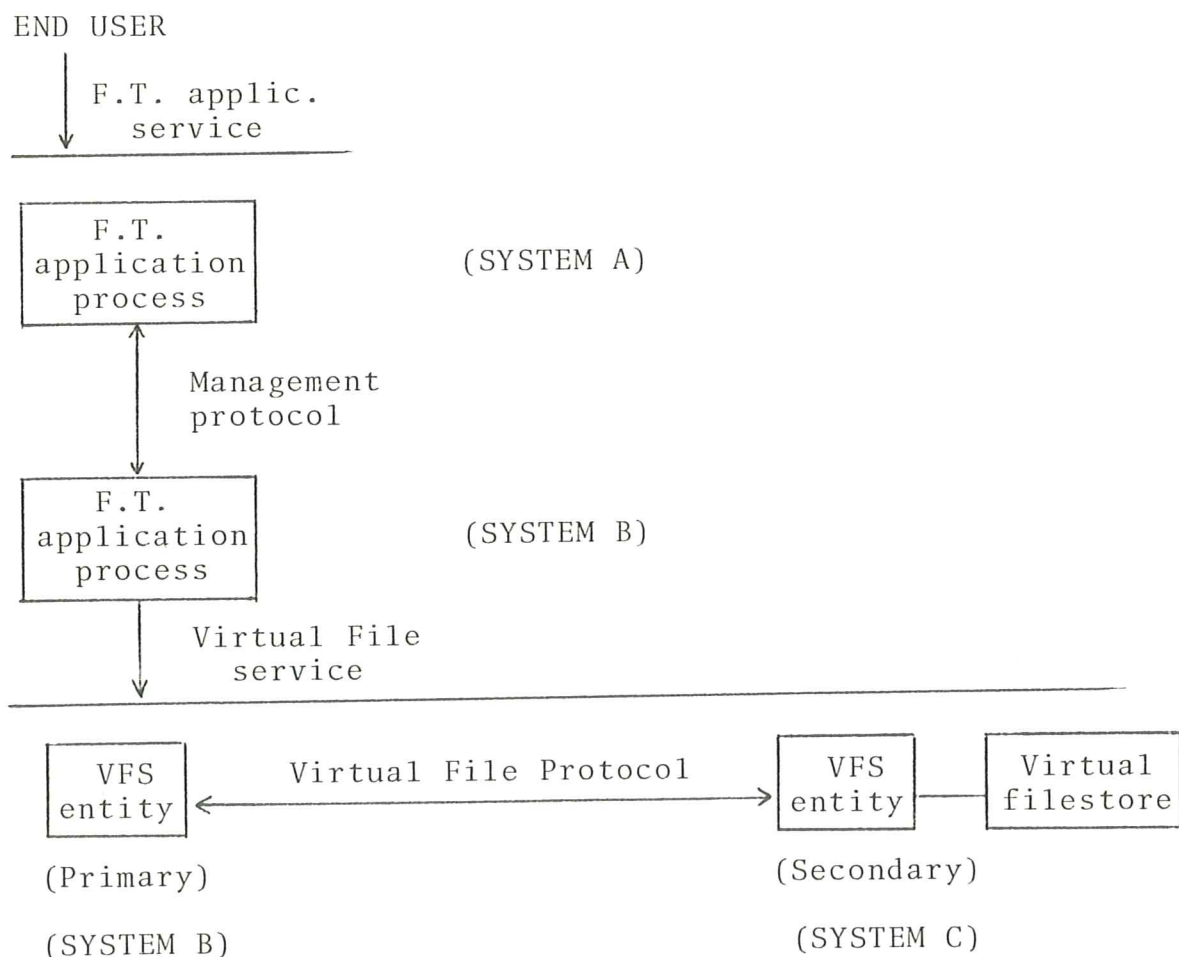 END USER
F.T. applic.
service
F.T.
application
process
(SYSTEM A)
Management
protocol
F.T.
application
process
(SYSTEM B)
Virtual File
service
VFS
entity
Virtual File Protocol
VFS
entity
Virtual
filestore
(Primary)
(Secondary)
(SYSTEM B)
(SYSTEM C)